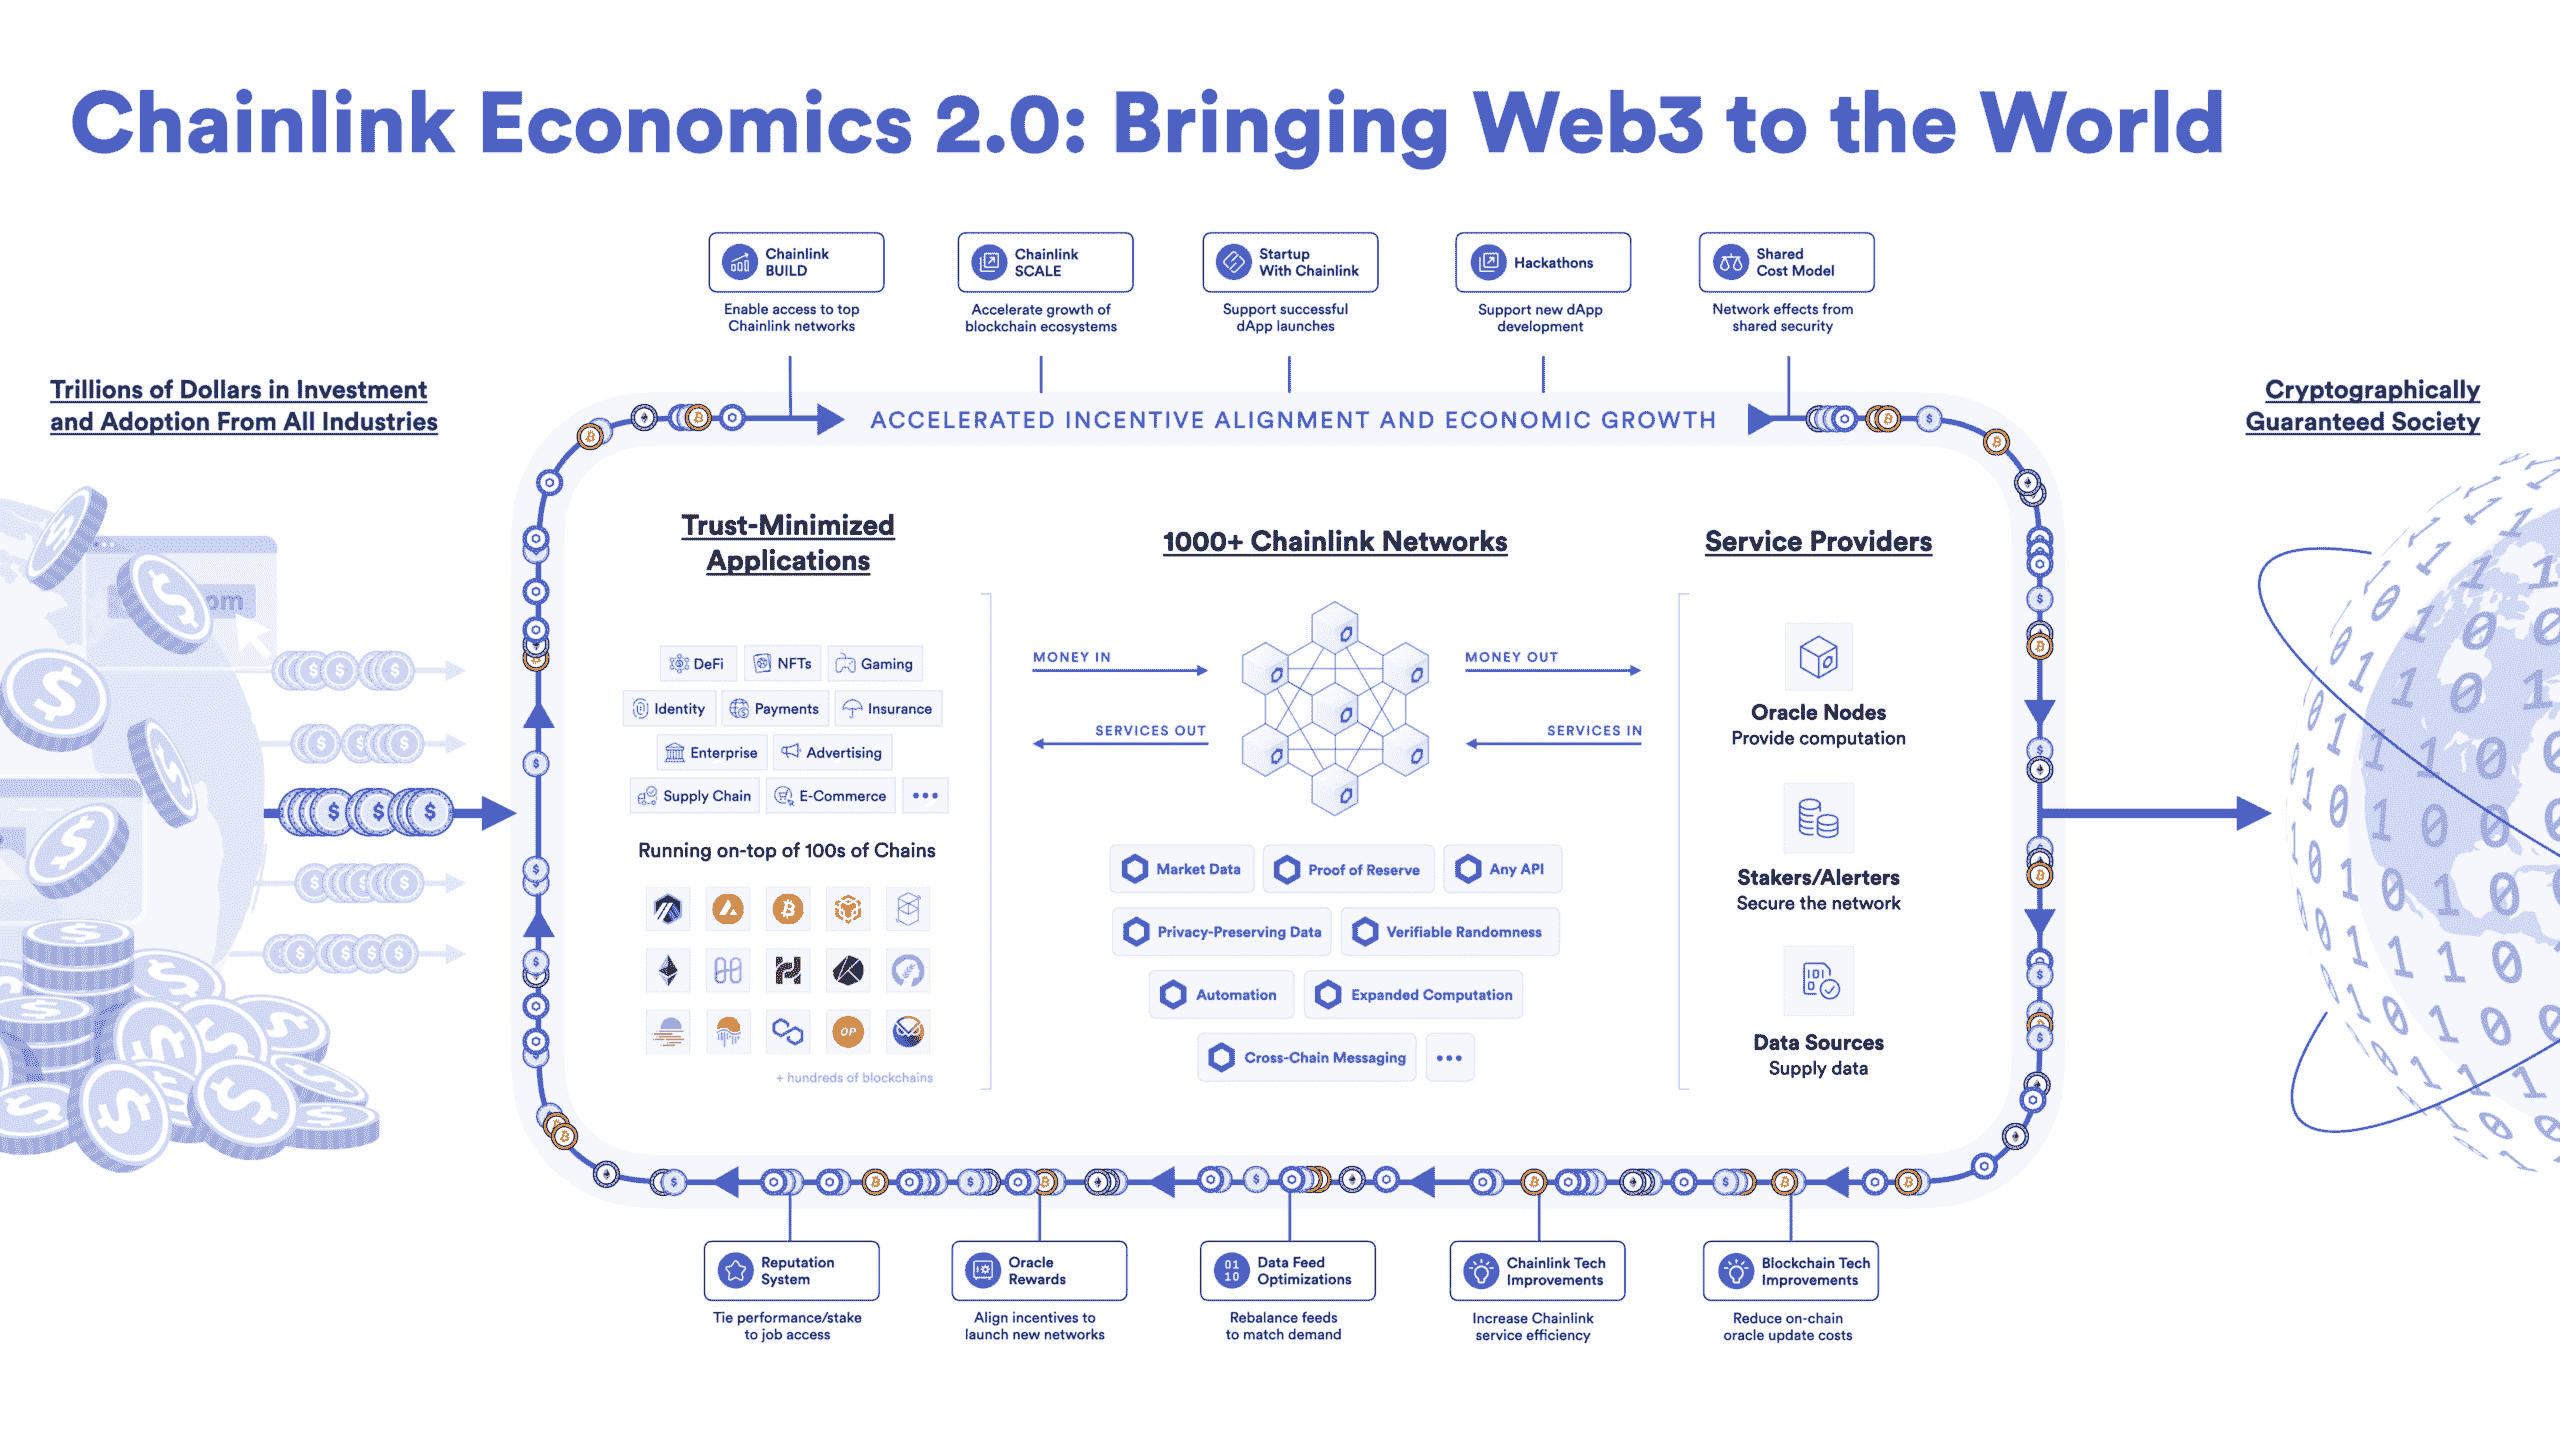 Chainlink Economics 2.0: Bringing Web3 to the World
Chainlink
BUILD
Enable access to top
Chainlink networks
Chainlink
SCALE
Accelerate growth of
blockchain ecosystems
Startup
With Chainlink
Support successful
dApp launches
Hackathons
Support new dApp
development
Shared
Cost Model
Network effects from
shared security
Trillions of Dollars in Investment
and Adoption From All Industries
ACCELERATED INCENTIVE ALIGNMENT AND ECONOMIC GROWTH
Cryptographically
Guaranteed Society
Trust-Minimized
Applications
DeFi
NFTs
Gaming
Identity
Payments
Insurance
Enterprise
Advertising
Supply Chain
E-Commerce
Running on-top of 100s of Chains
OP
+ hundreds of blockchains
1000+ Chainlink Networks
MONEY IN
SERVICES OUT
MONEY OUT
SERVICES IN
Market Data
Proof of Reserve
Any API
Privacy-Preserving Data
Verifiable Randomness
Automation
Expanded Computation
Cross-Chain Messaging
Service Providers
Oracle Nodes
Provide computation
Stakers/Alerters
Secure the network
Data Sources
Supply data
Reputation
System
Tie performance/stake
to job access
Oracle
Rewards
Align incentives to
launch new networks
01
10
Data Feed
Optimizations
Rebalance feeds
to match demand
Chainlink Tech
Improvements
Increase Chainlink
service efficiency
Blockchain Tech
Improvements
Reduce on-chain
oracle update costs